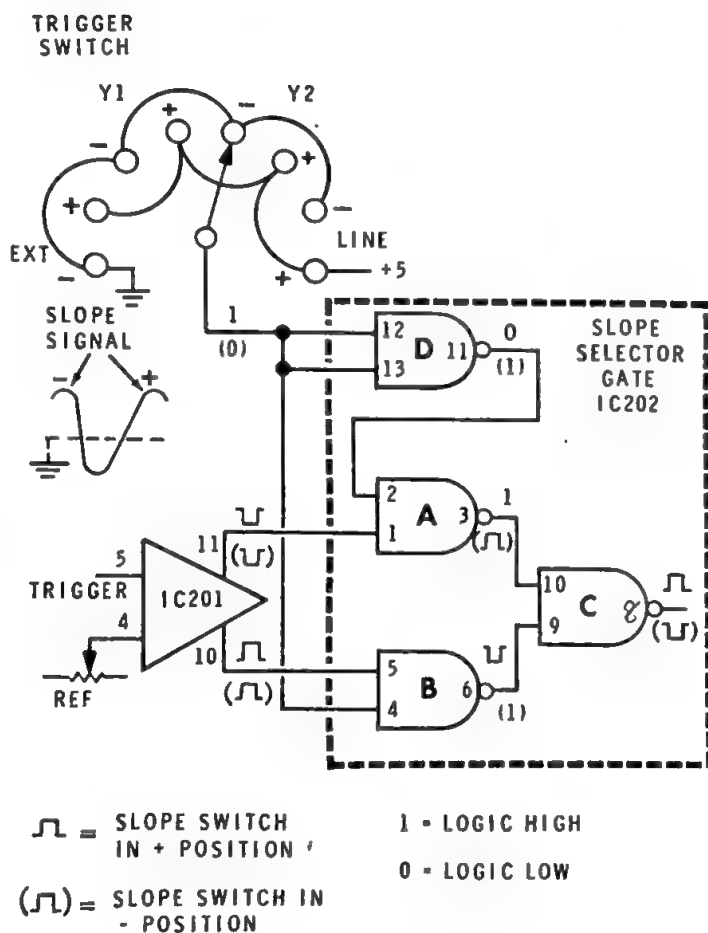 TRIGGER
SWITCH
Y1
Y2
-
+
-
+
+
-
EXT
-
LINE
+
+5
SLOPE
SIGNAL
-
+
1
(0)
12
13
D
11
0
(1)
SLOPE
SELECTOR
GATE
IC202
2
1
A
3
1
11
5
TRIGGER
4
IC201
10
REF
10
9
C
8
5
4
B
6
(1)
= SLOPE SWITCH
IN + POSITION
= SLOPE SWITCH IN
- POSITION
1 = LOGIC HIGH
0 = LOGIC LOW